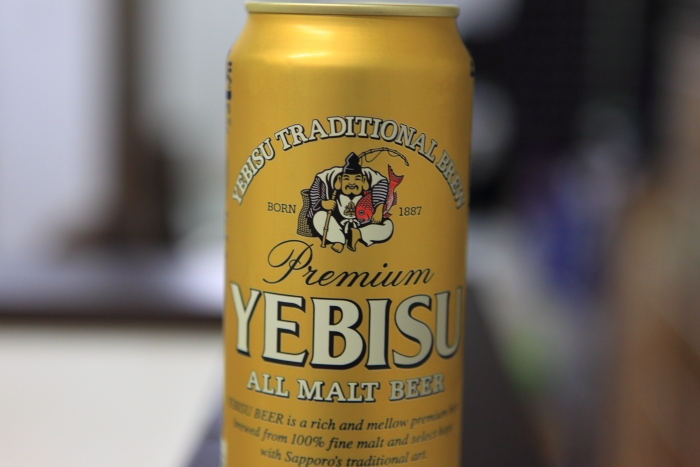 YEBISU TRADITIONAL BREW
BORN 1887
Premium
YEBISU
ALL MALT BEER
YEBISU BEER is a rich and mellow premium
brewed from 100% fine malt and select hops
with Sapporo's traditional art.